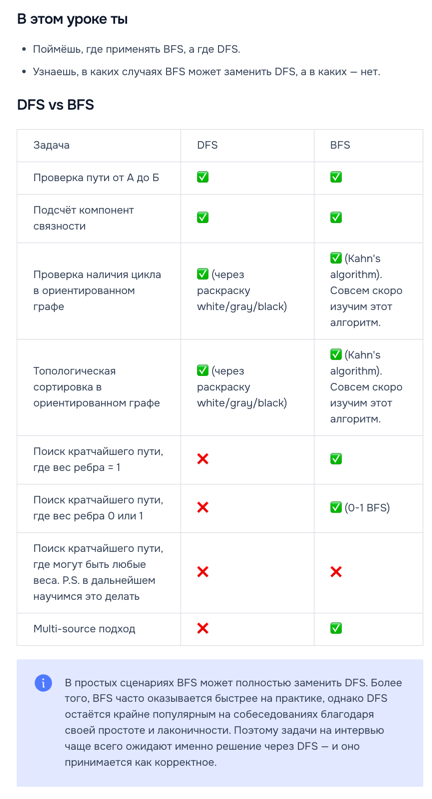 В этом уроке ты
• Поймёшь, где применять BFS, а где DFS.
• Узнаешь, в каких случаях BFS может заменить DFS, а в каких — нет.
DFS vs BFS
Задача DFS BFS
Проверка пути от А до Б ✅ ✅
Подсчёт компонент
связности ✅ ✅
Проверка наличия цикла
в ориентированном
графе
✅ (через
раскраску
white/gray/black)
✅ (Kahn's
algorithm).
Совсем скоро
изучим этот
алгоритм.
Топологическая
сортировка в
ориентированном графе
✅ (через
раскраску
white/gray/black)
✅ (Kahn's
algorithm).
Совсем скоро
изучим этот
алгоритм.
Поиск кратчайшего пути,
где вес ребра = 1 ❌ ✅
Поиск кратчайшего пути,
где вес ребра 0 или 1 ❌ ✅ (0-1 BFS)
Поиск кратчайшего пути,
где могут быть любые
веса. P.S. в дальнейшем
научимся это делать ❌ ❌
Multi-source подход ❌ ✅
В простых сценариях BFS может полностью заменить DFS. Более
того, BFS часто оказывается быстрее на практике, однако DFS
остаётся крайне популярным на собеседованиях благодаря
своей простоте и лаконичности. Поэтому задачи на интервью
чаще всего ожидают именно решение через DFS — и оно
принимается как корректное.